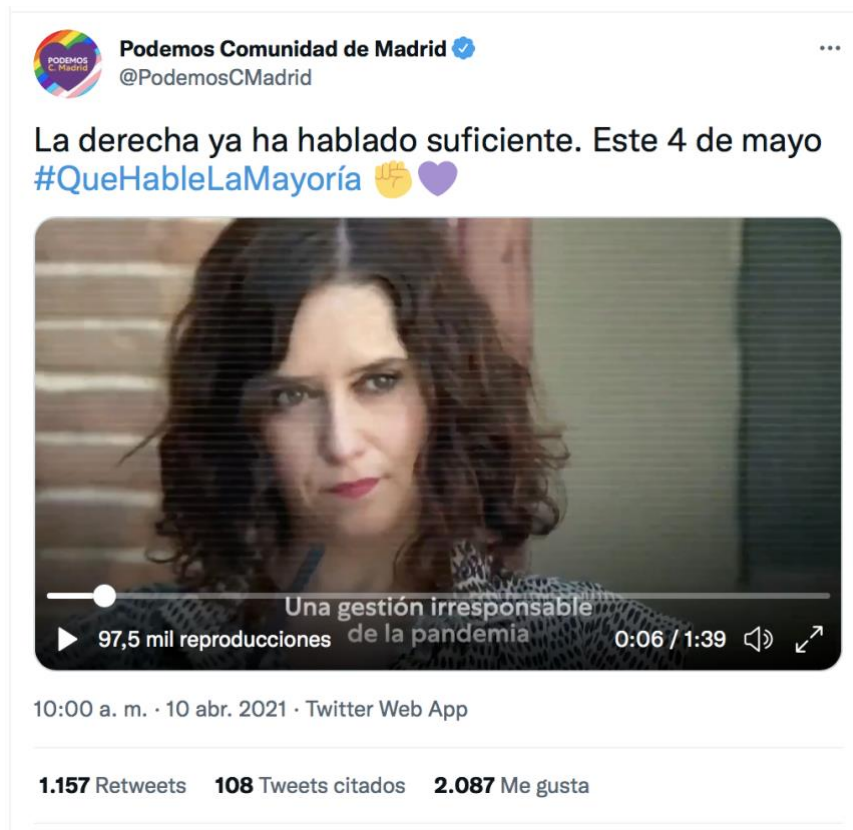 PODEMOS
C. Madrid
Podemos Comunidad de Madrid
@PodemosCMadrid
La derecha ya ha hablado suficiente. Este 4 de mayo
#QueHableLaMayoría ✊💜
Una gestión irresponsable
de la pandemia
97,5 mil reproducciones
0:06 / 1:39
10:00 a. m. · 10 abr. 2021 · Twitter Web App
1.157 Retweets 108 Tweets citados 2.087 Me gusta